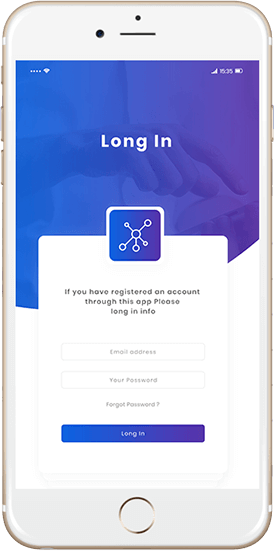 15:35
Long In
If you have registered an account
through this app Please
long in info
Email address
Your Password
Forgot Password ?
Long In